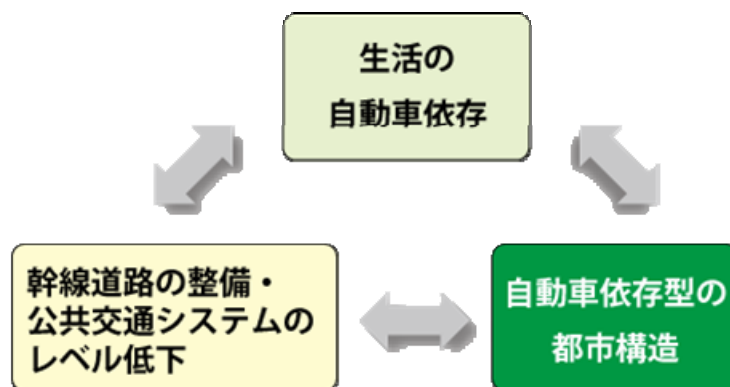 生活の
自動車依存
幹線道路の整備・
公共交通システムの
レベル低下
自動車依存型の
都市構造